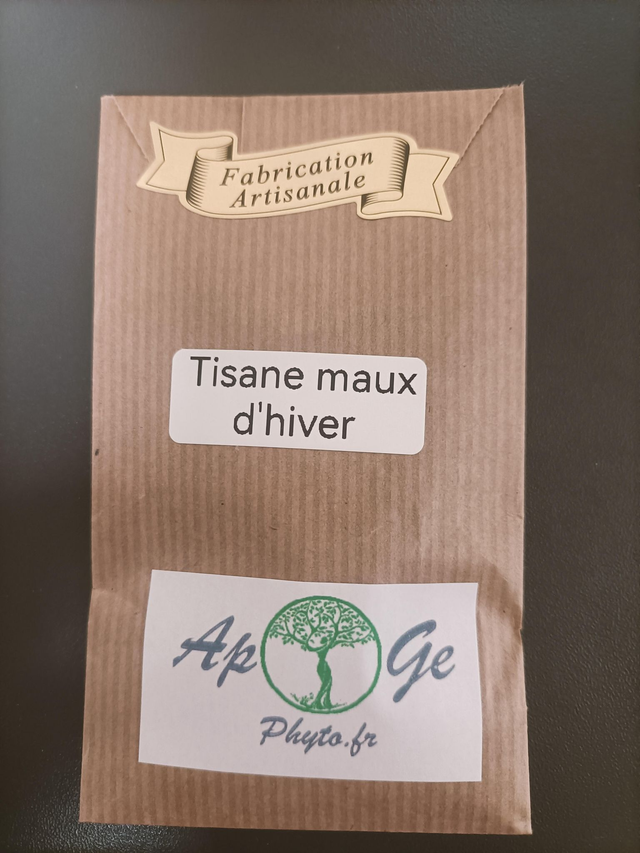 Fabrication
Artisanale
Tisane maux
d'hiver
Ap Ge
Phyto.fr